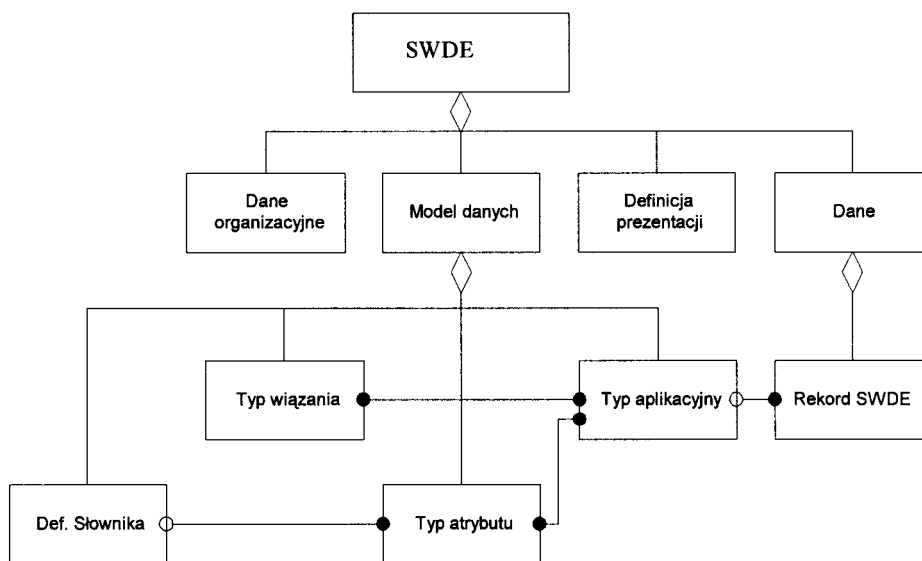 SWDE
Dane
organizacyjne
Model danych
Definicja
prezentacji
Dane
Typ wiązania
Typ aplikacyjny
Rekord SWDE
Def. Słownika
Typ atrybutu